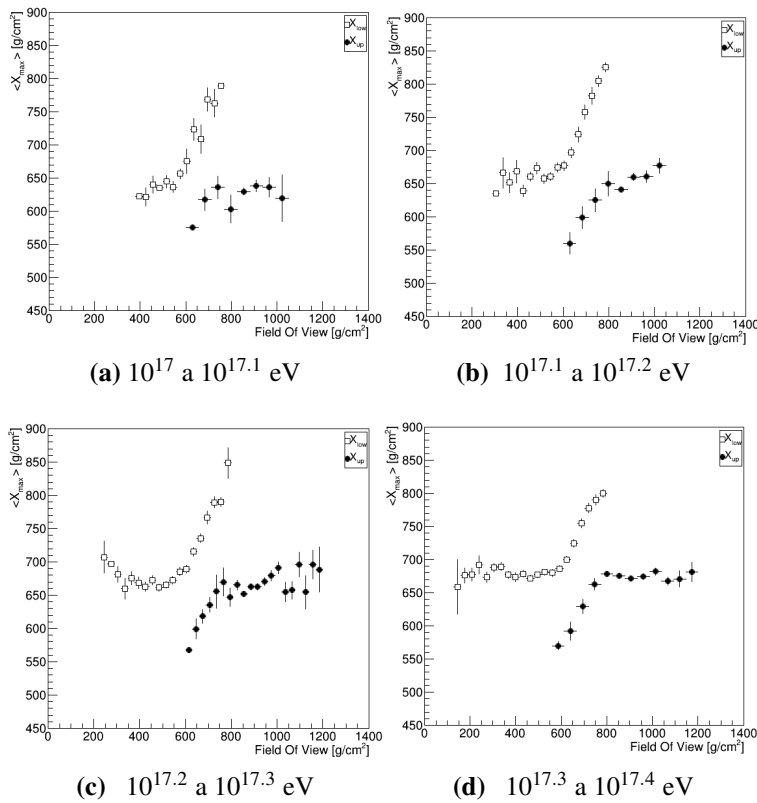 <X_max> [g/cm²]
900
850
800
750
700
650
600
550
500
450
X_low
X_up
0 200 400 600 800 1000 1200 1400
Field Of View [g/cm²]
(a) 10^17 a 10^17.1 eV
<X_max> [g/cm²]
900
850
800
750
700
650
600
550
500
450
X_low
X_up
0 200 400 600 800 1000 1200 1400
Field Of View [g/cm²]
(b) 10^17.1 a 10^17.2 eV
<X_max> [g/cm²]
900
850
800
750
700
650
600
550
500
450
X_low
X_up
0 200 400 600 800 1000 1200 1400
Field Of View [g/cm²]
(c) 10^17.2 a 10^17.3 eV
<X_max> [g/cm²]
900
850
800
750
700
650
600
550
500
450
X_low
X_up
0 200 400 600 800 1000 1200 1400
Field Of View [g/cm²]
(d) 10^17.3 a 10^17.4 eV